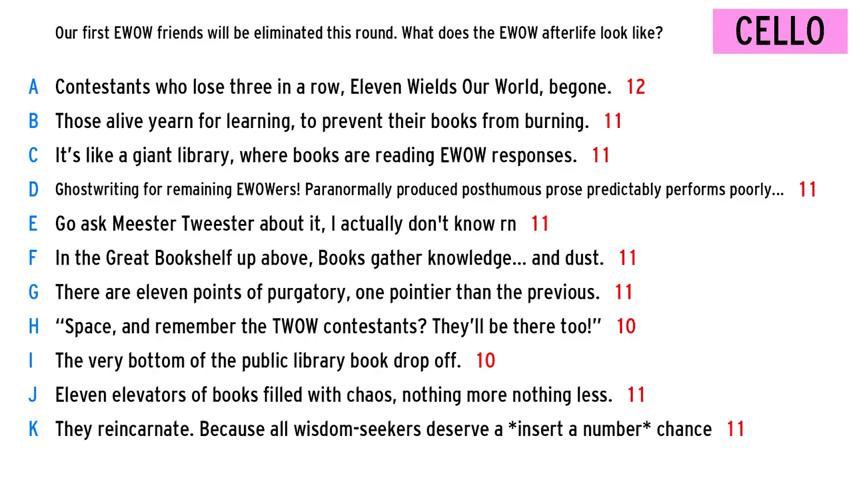 Our first EWOW friends will be eliminated this round. What does the EWOW afterlife look like?
CELLO
A Contestants who lose three in a row, Eleven Wields Our World, begone. 12
B Those alive yearn for learning, to prevent their books from burning. 11
C It’s like a giant library, where books are reading EWOW responses. 11
D Ghostwriting for remaining EWOWers! Paranormally produced posthumous prose predictably performs poorly... 11
E Go ask Meester Tweester about it, I actually don't know rn 11
F In the Great Bookshelf up above, Books gather knowledge... and dust. 11
G There are eleven points of purgatory, one pointier than the previous. 11
H “Space, and remember the TWOW contestants? They’ll be there too!” 10
I The very bottom of the public library book drop off. 10
J Eleven elevators of books filled with chaos, nothing more nothing less. 11
K They reincarnate. Because all wisdom-seekers deserve a *insert a number* chance 11